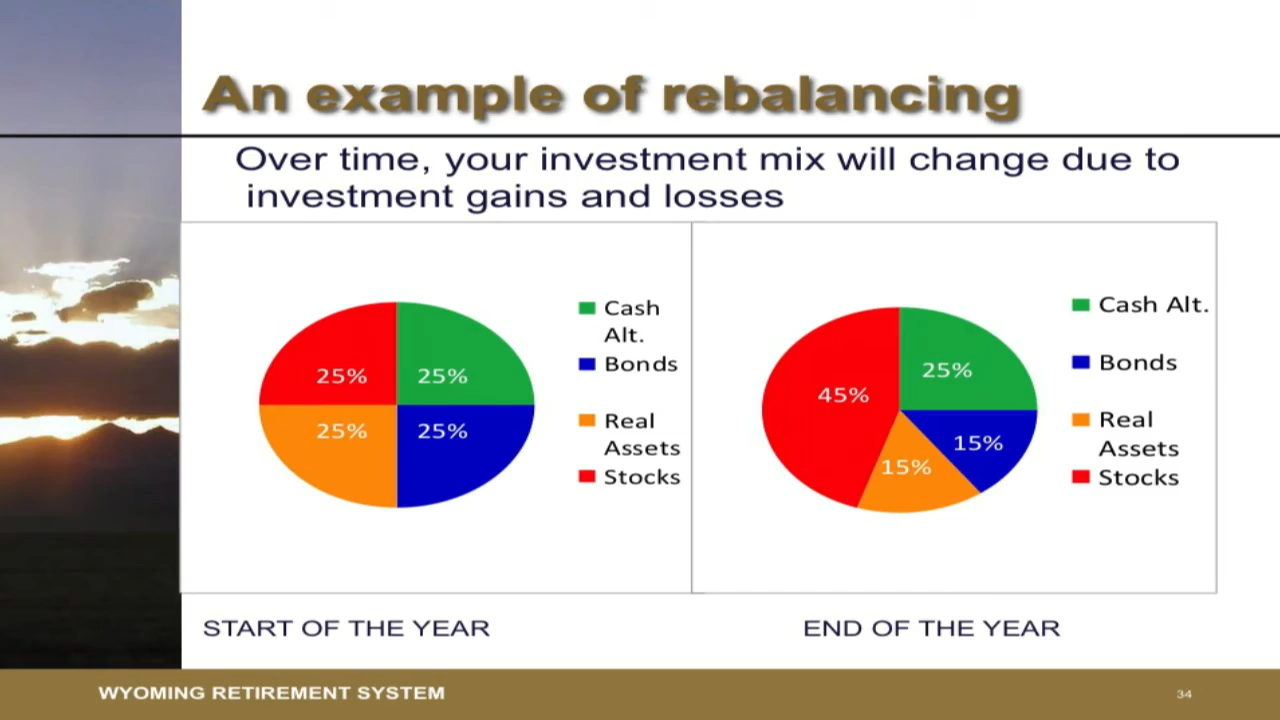 An example of rebalancing
Over time, your investment mix will change due to
investment gains and losses
25%
25%
25%
25%
Cash
Alt.
Bonds
Real
Assets
Stocks
45%
25%
15%
15%
Cash Alt.
Bonds
Real
Assets
Stocks
START OF THE YEAR
END OF THE YEAR
WYOMING RETIREMENT SYSTEM
34